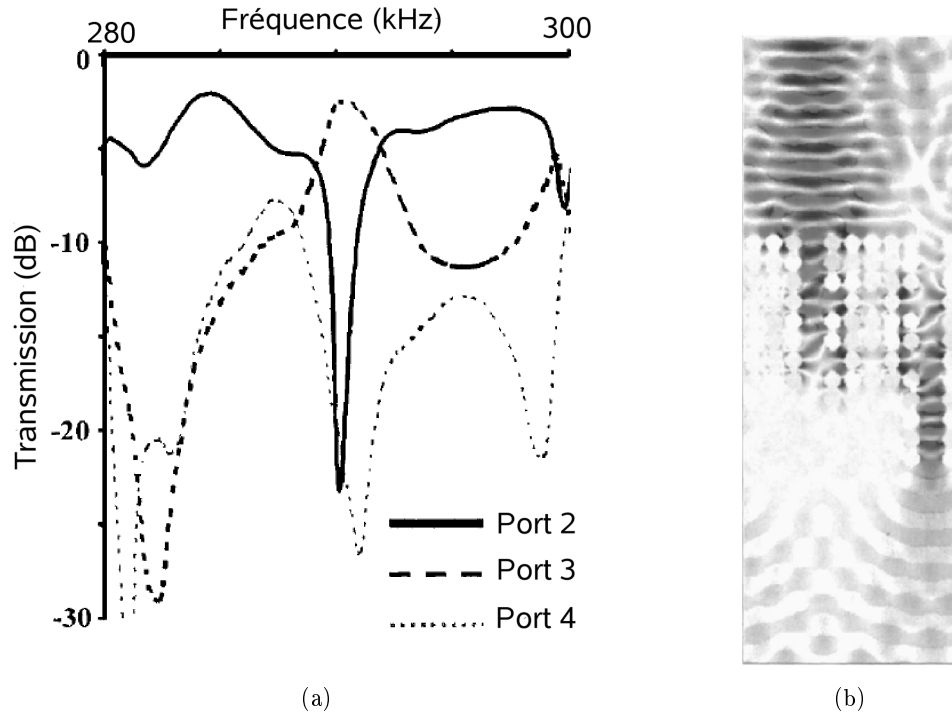 Fréquence (kHz)
280
300
0
-10
-20
-30
Transmission (dB)
Port 2
Port 3
Port 4
(a)
(b)